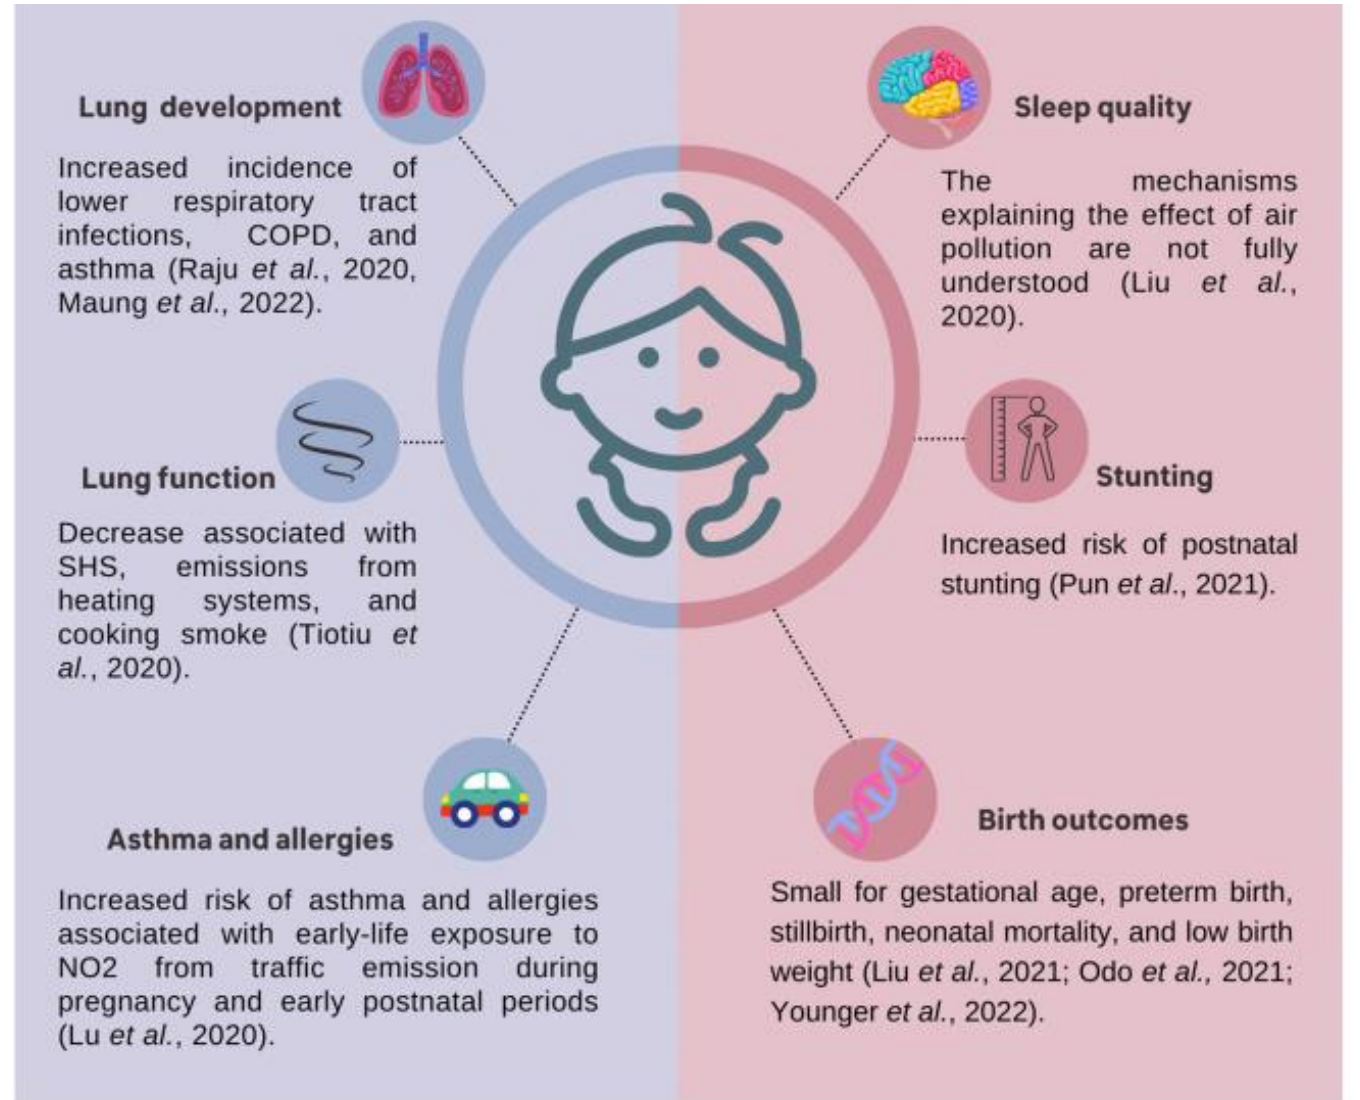 Lung development
Increased incidence of
lower respiratory tract
infections, COPD, and
asthma (Raju et al., 2020,
Maung et al., 2022).
Lung function
Decrease associated with
SHS, emissions from
heating systems, and
cooking smoke (Tiotiu et
al., 2020).
Asthma and allergies
Increased risk of asthma and allergies
associated with early-life exposure to
NO2 from traffic emission during
pregnancy and early postnatal periods
(Lu et al., 2020).
Sleep quality
The mechanisms
explaining the effect of air
pollution are not fully
understood (Liu et al.,
2020).
Stunting
Increased risk of postnatal
stunting (Pun et al., 2021).
Birth outcomes
Small for gestational age, preterm birth,
stillbirth, neonatal mortality, and low birth
weight (Liu et al., 2021; Odo et al., 2021;
Younger et al., 2022).